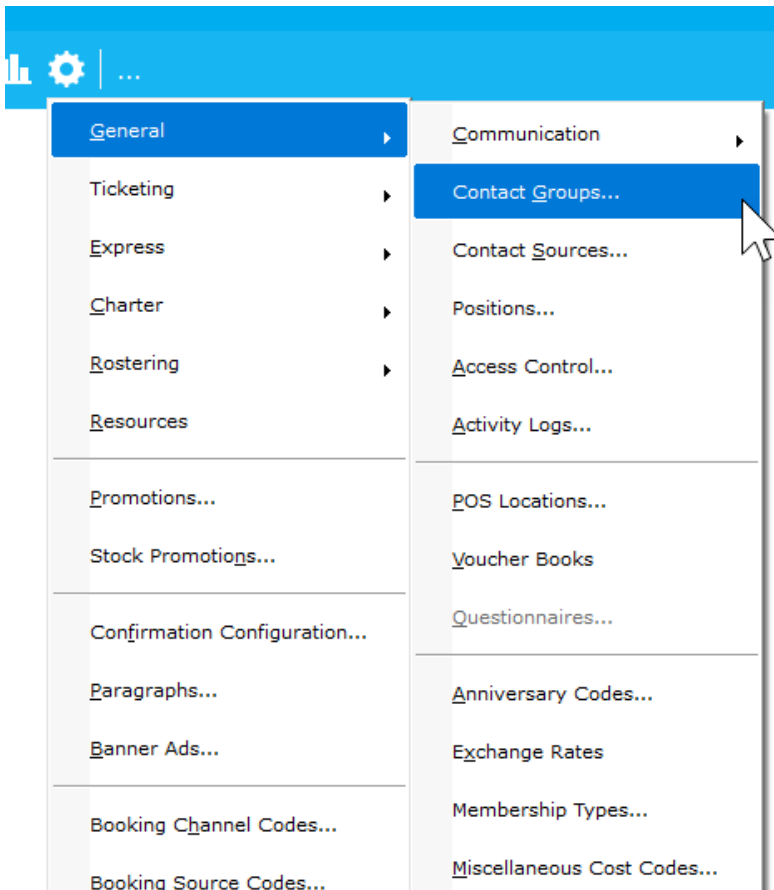 ...
General
Ticketing
Express
Charter
Rostering
Resources
Promotions...
Stock Promotions...
Confirmation Configuration...
Paragraphs...
Banner Ads...
Booking Channel Codes...
Booking Source Codes...
Communication
Contact Groups...
Contact Sources...
Positions...
Access Control...
Activity Logs...
POS Locations...
Voucher Books
Questionnaires...
Anniversary Codes...
Exchange Rates
Membership Types...
Miscellaneous Cost Codes...